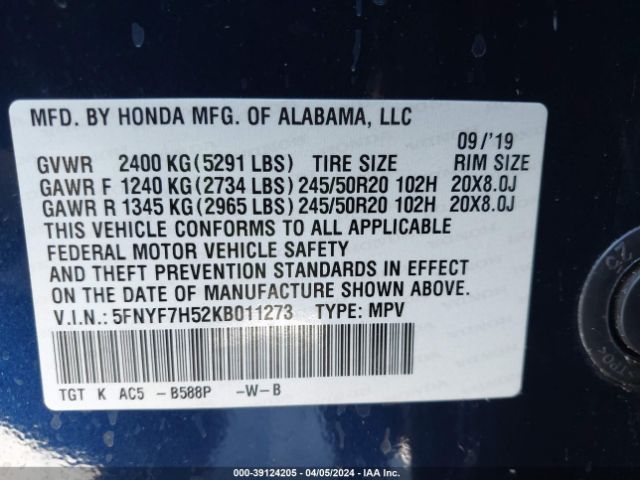 MFD. BY HONDA MFG. OF ALABAMA, LLC
09/'19
GVWR 2400 KG (5291 LBS) TIRE SIZE RIM SIZE
GAWR F 1240 KG (2734 LBS) 245/50R20 102H 20X8.0J
GAWR R 1345 KG (2965 LBS) 245/50R20 102H 20X8.0J
THIS VEHICLE CONFORMS TO ALL APPLICABLE
FEDERAL MOTOR VEHICLE SAFETY
AND THEFT PREVENTION STANDARDS IN EFFECT
ON THE DATE OF MANUFACTURE SHOWN ABOVE.
V.I.N.: 5FNYF7H52KB011273 TYPE: MPV
TGT K AC5 -B588P -W-B
CZ
TP04
000-39124205 - 04/05/2024 - IAA Inc.